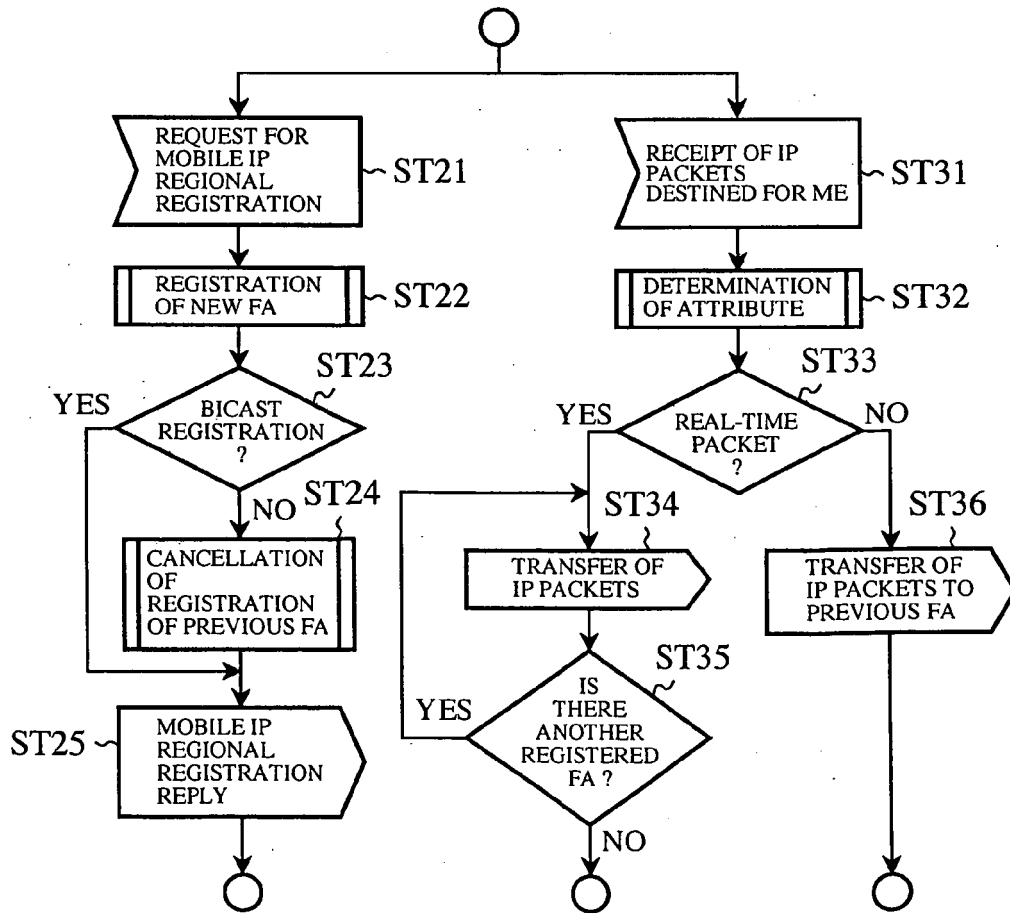 REQUEST FOR
MOBILE IP
REGIONAL
REGISTRATION
ST21
REGISTRATION
OF NEW FA
ST22
ST23
YES
BICAST
REGISTRATION
?
NO
ST24
CANCELLATION
OF
REGISTRATION
OF PREVIOUS FA
ST25
MOBILE IP
REGIONAL
REGISTRATION
REPLY
RECEIPT OF IP
PACKETS
DESTINED FOR ME
ST31
DETERMINATION
OF ATTRIBUTE
ST32
ST33
YES
REAL-TIME
PACKET
?
NO
ST34
TRANSFER OF
IP PACKETS
ST35
YES
IS
THERE
ANOTHER
REGISTERED
FA ?
NO
ST36
TRANSFER OF
IP PACKETS TO
PREVIOUS FA